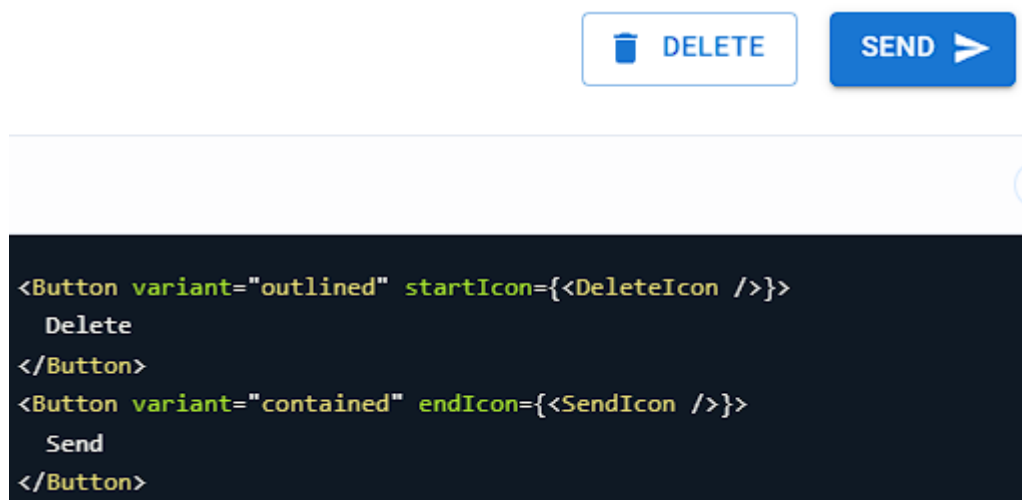 DELETE SEND
<Button variant="outlined" startIcon={<DeleteIcon />}>
  Delete
</Button>
<Button variant="contained" endIcon={<SendIcon />}>
  Send
</Button>